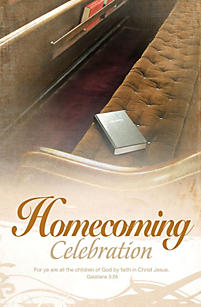 Homecoming
Celebration
For ye are all the children of God by faith in Christ Jesus.
Galatians 3:26